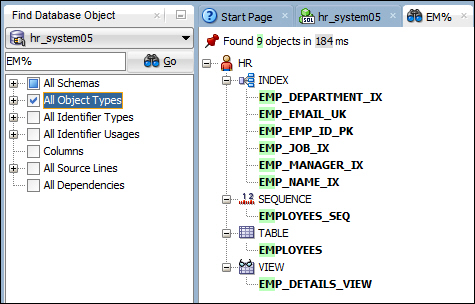 Find Database Object
hr_system05
EM%
Go
All Schemas
All Object Types
All Identifier Types
All Identifier Usages
Columns
All Source Lines
All Dependencies
Start Page
hr_system05
EM%
Found 9 objects in 184 ms
HR
INDEX
EMP_DEPARTMENT_IX
EMP_EMAIL_UK
EMP_EMP_ID_PK
EMP_JOB_IX
EMP_MANAGER_IX
EMP_NAME_IX
SEQUENCE
EMPLOYEES_SEQ
TABLE
EMPLOYEES
VIEW
EMP_DETAILS_VIEW